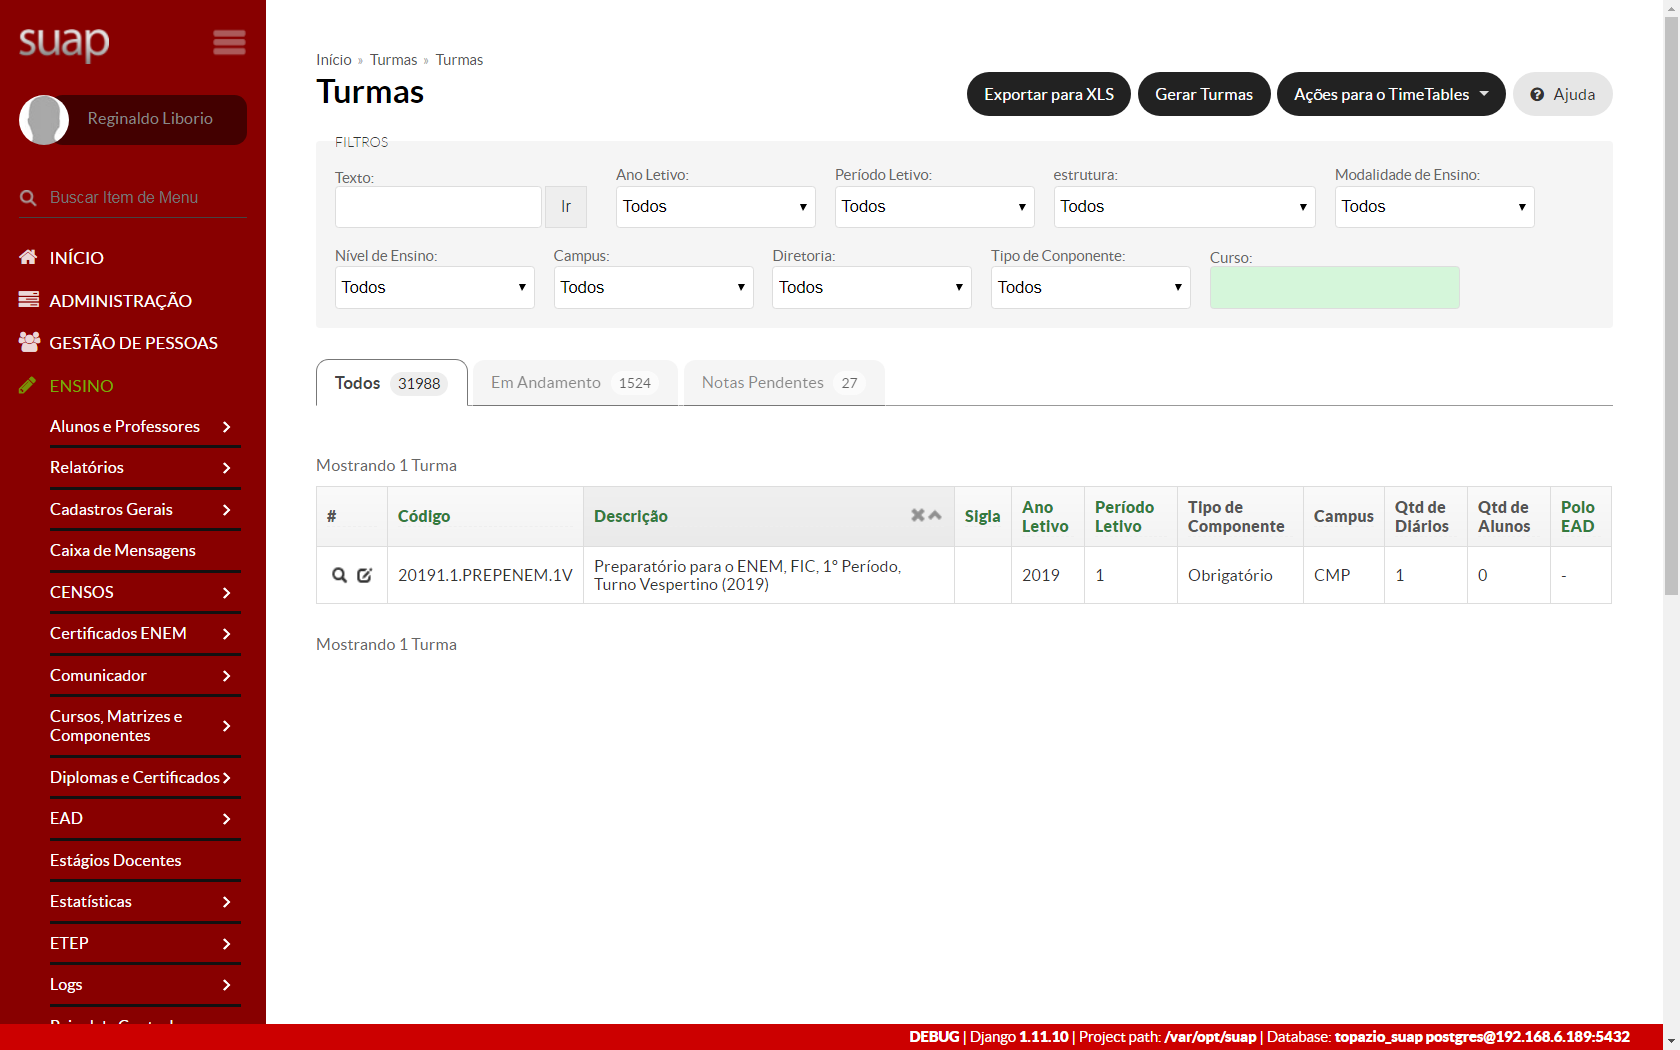 suap
Reginaldo Liborio
Buscar Item de Menu
INÍCIO
ADMINISTRAÇÃO
GESTÃO DE PESSOAS
ENSINO
Alunos e Professores
Relatórios
Cadastros Gerais
Caixa de Mensagens
CENSOS
Certificados ENEM
Comunicador
Cursos, Matrizes e
Componentes
Diplomas e Certificados
EAD
Estágios Docentes
Estatísticas
ETEP
Logs
Início » Turmas » Turmas
Turmas
Exportar para XLS Gerar Turmas Ações para o TimeTables Ajuda
FILTROS
Texto: Ano Letivo: Período Letivo: estrutura: Modalidade de Ensino:
Ir Todos Todos Todos Todos
Nível de Ensino: Campus: Diretoria: Tipo de Conponente: Curso:
Todos Todos Todos Todos
Todos 31988 Em Andamento 1524 Notas Pendentes 27
Mostrando 1 Turma
# Código Descrição Sigla Ano Letivo Período Letivo Tipo de Componente Campus Qtd de Diários Qtd de Alunos Polo EAD
20191.1.PREPENEM.1V Preparatório para o ENEM, FIC, 1° Período, Turno Vespertino (2019) 2019 1 Obrigatório CMP 1 0 -
Mostrando 1 Turma
DEBUG | Django 1.11.10 | Project path: /var/opt/suap | Database: topazio_suap postgres@192.168.6.189:5432